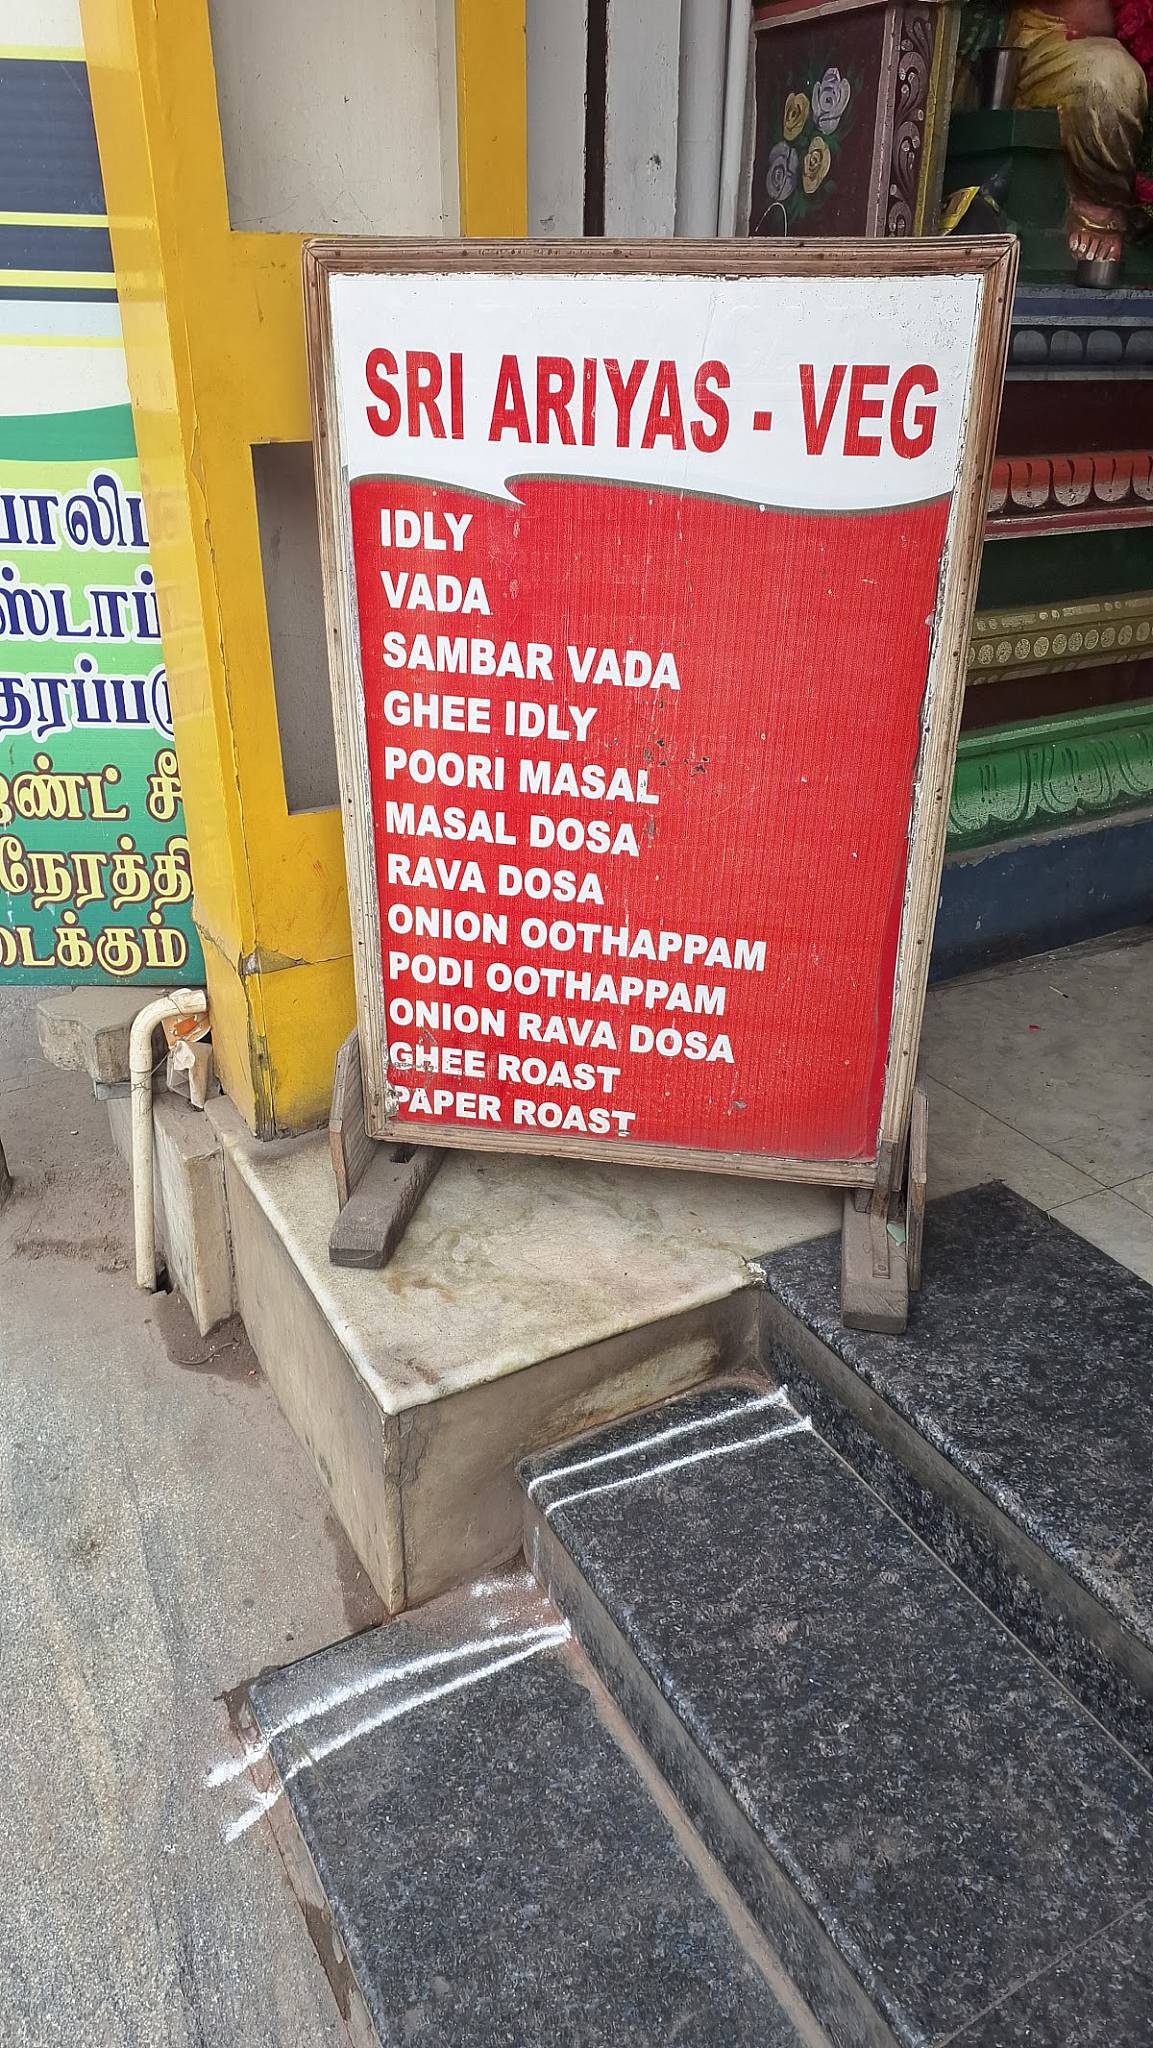 SRI ARIYAS - VEG
IDLY
VADA
SAMBAR VADA
GHEE IDLY
POORI MASAL
MASAL DOSA
RAVA DOSA
ONION OOTHAPPAM
PODI OOTHAPPAM
ONION RAVA DOSA
GHEE ROAST
PAPER ROAST